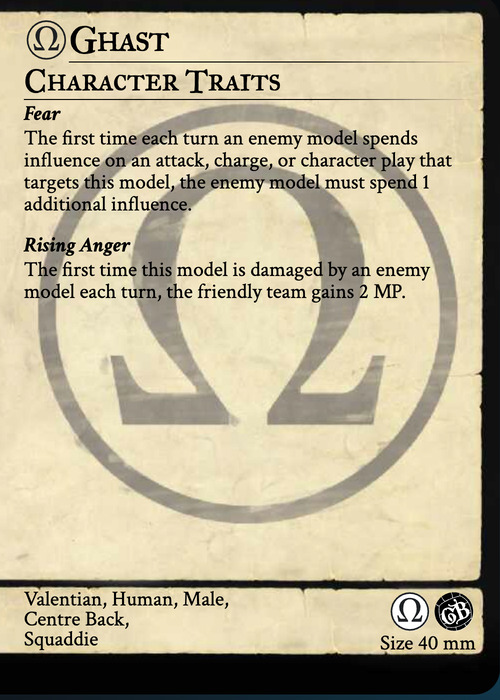 Ω Ghast
Character Traits
Fear
The first time each turn an enemy model spends
influence on an attack, charge, or character play that
targets this model, the enemy model must spend 1
additional influence.
Rising Anger
The first time this model is damaged by an enemy
model each turn, the friendly team gains 2 MP.
Ω
Valentian, Human, Male,
Centre Back,
Squaddie
Ω GB
Size 40 mm